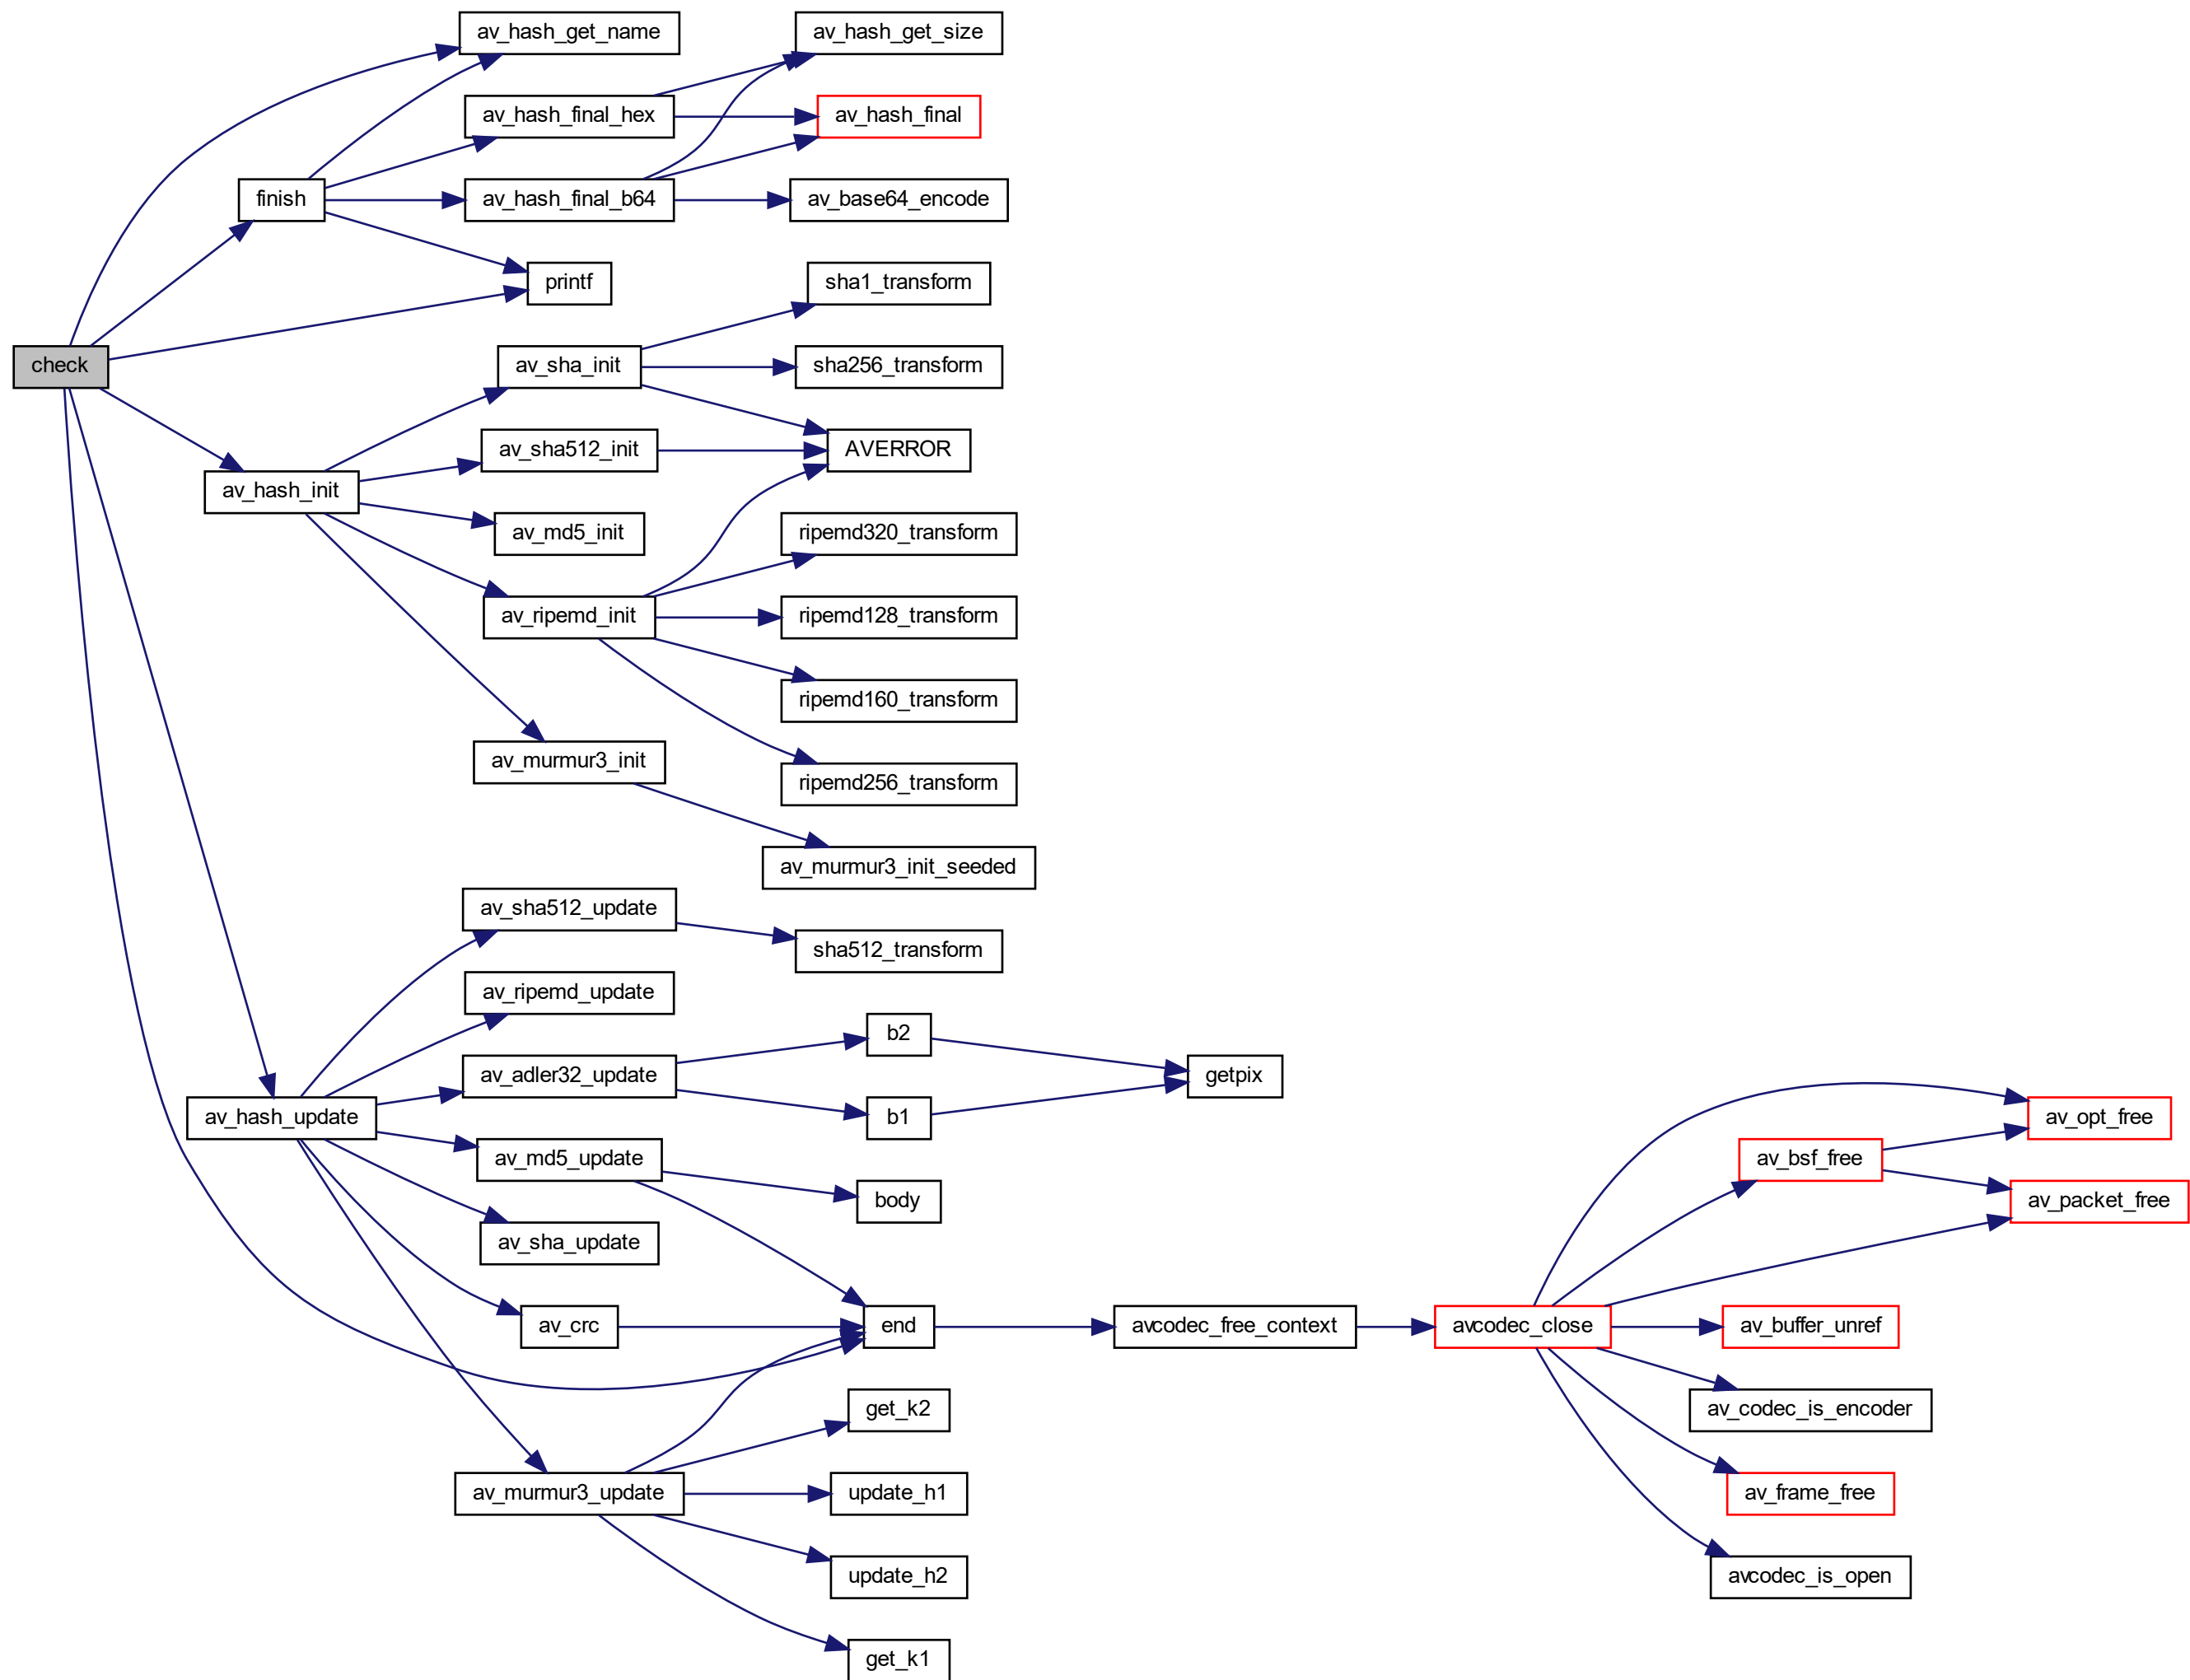 av_hash_get_name
av_hash_get_size
av_hash_final_hex
av_hash_final
finish
av_hash_final_b64
av_base64_encode
printf
sha1_transform
check
av_sha_init
sha256_transform
av_sha512_init
AVERROR
av_hash_init
av_md5_init
ripemd320_transform
av_ripemd_init
ripemd128_transform
ripemd160_transform
av_murmur3_init
ripemd256_transform
av_murmur3_init_seeded
av_sha512_update
sha512_transform
av_ripemd_update
b2
av_adler32_update
getpix
av_hash_update
b1
av_opt_free
av_md5_update
av_bsf_free
body
av_packet_free
av_sha_update
av_crc
end
avcodec_free_context
avcodec_close
av_buffer_unref
get_k2
av_codec_is_encoder
av_murmur3_update
update_h1
av_frame_free
update_h2
avcodec_is_open
get_k1